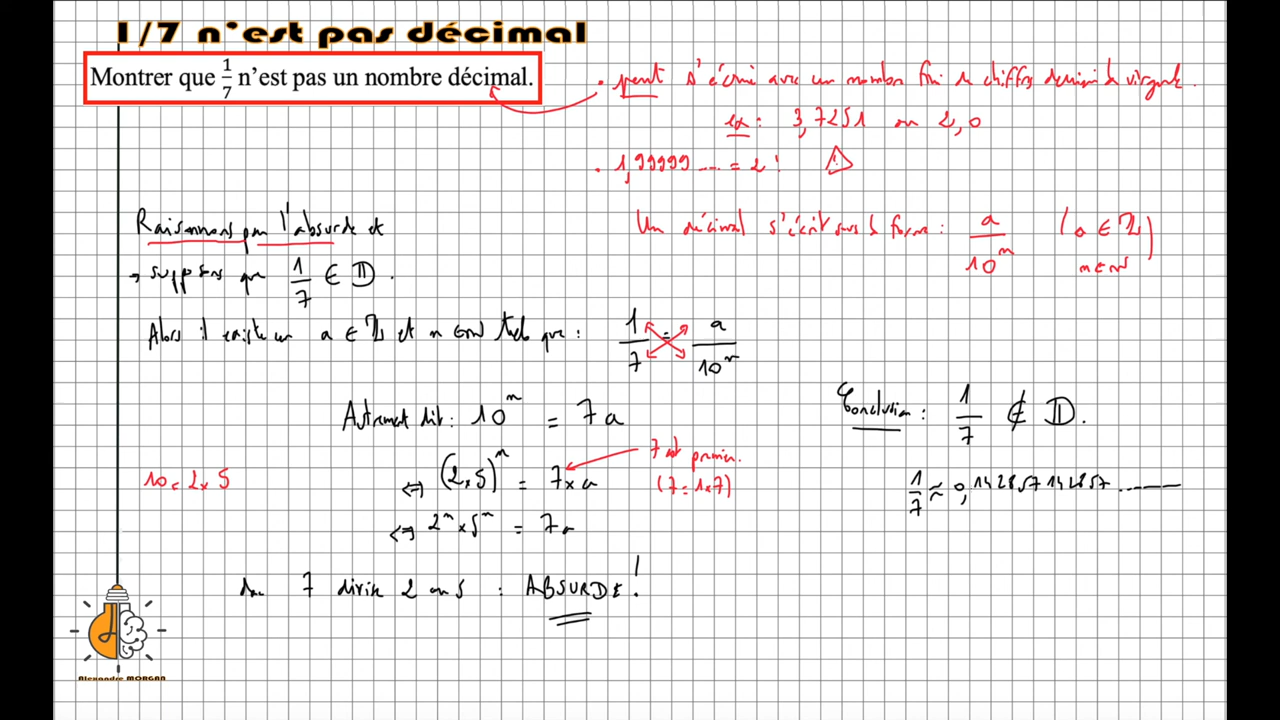 1/7 n'est pas décimal
Montrer que 1/7 n'est pas un nombre décimal.
• peut s'écrire avec un nombre fini de chiffres derrière la virgule.
ex : 3,7251 ou 2,0
• 1,99999 .... = 2 !
Un décimal s'écrit sous la forme : a/10^n (a ∈ ℤ n ∈ ℕ)
Raisonnons par l'absurde et
→ supposons que 1/7 ∈ 𝔻.
Alors il existe un a ∈ ℤ et n ∈ ℕ tels que : 1/7 = a/10^n
Autrement dit : 10^n = 7a
10 = 2 × 5
⇔ (2×5)^n = 7×a
7 est premier.
(7 = 1×7)
⇔ 2^n × 5^n = 7a
donc 7 divise 2 ou 5 : ABSURDE !
Conclusion : 1/7 ∉ 𝔻.
1/7 ≈ 0,142857142857 ........
Alexandre MORGAN